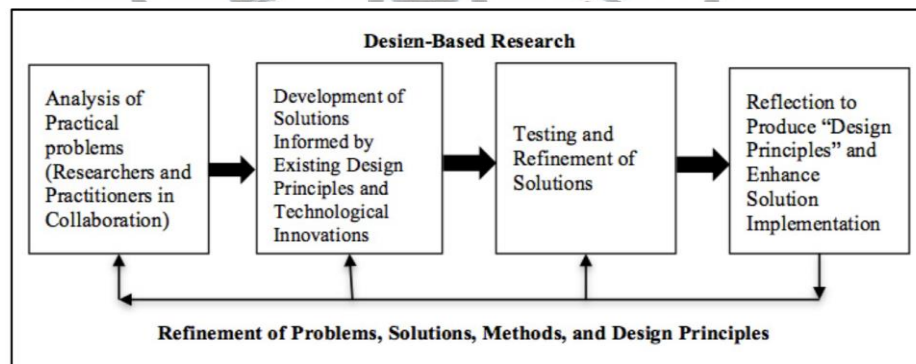 Design-Based Research
Analysis of
Practical
problems
(Researchers and
Practitioners in
Collaboration)
Development of
Solutions
Informed by
Existing Design
Principles and
Technological
Innovations
Testing and
Refinement of
Solutions
Reflection to
Produce “Design
Principles” and
Enhance
Solution
Implementation
Refinement of Problems, Solutions, Methods, and Design Principles